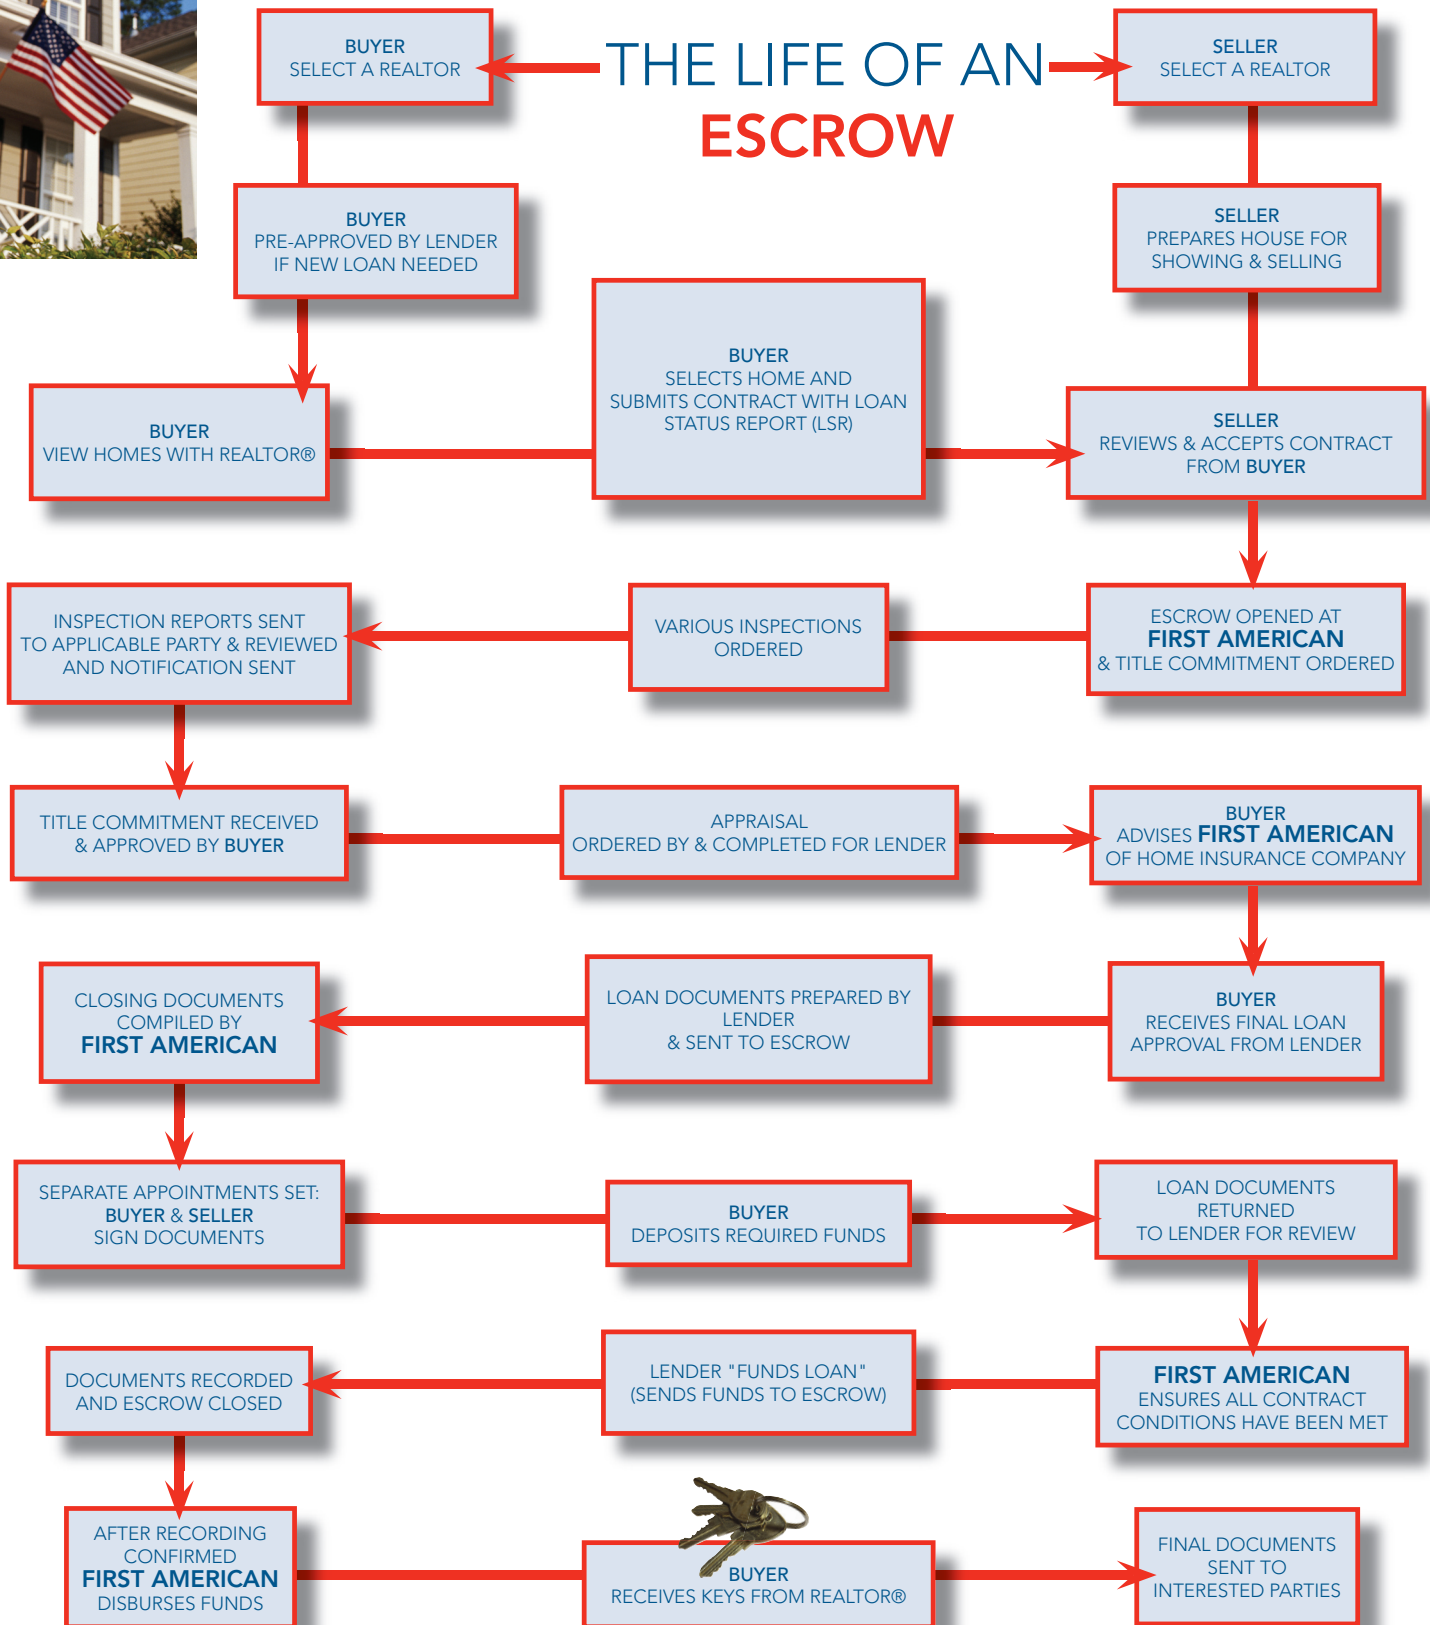 THE LIFE OF AN
ESCROW
BUYER
SELECT A REALTOR
SELLER
SELECT A REALTOR
BUYER
PRE-APPROVED BY LENDER
IF NEW LOAN NEEDED
SELLER
PREPARES HOUSE FOR
SHOWING & SELLING
BUYER
VIEW HOMES WITH REALTOR®
BUYER
SELECTS HOME AND
SUBMITS CONTRACT WITH LOAN
STATUS REPORT (LSR)
SELLER
REVIEWS & ACCEPTS CONTRACT
FROM BUYER
ESCROW OPENED AT
FIRST AMERICAN
& TITLE COMMITMENT ORDERED
VARIOUS INSPECTIONS
ORDERED
INSPECTION REPORTS SENT
TO APPLICABLE PARTY & REVIEWED
AND NOTIFICATION SENT
TITLE COMMITMENT RECEIVED
& APPROVED BY BUYER
APPRAISAL
ORDERED BY & COMPLETED FOR LENDER
BUYER
ADVISES FIRST AMERICAN
OF HOME INSURANCE COMPANY
BUYER
RECEIVES FINAL LOAN
APPROVAL FROM LENDER
LOAN DOCUMENTS PREPARED BY
LENDER
& SENT TO ESCROW
CLOSING DOCUMENTS
COMPILED BY
FIRST AMERICAN
SEPARATE APPOINTMENTS SET:
BUYER & SELLER
SIGN DOCUMENTS
BUYER
DEPOSITS REQUIRED FUNDS
LOAN DOCUMENTS
RETURNED
TO LENDER FOR REVIEW
FIRST AMERICAN
ENSURES ALL CONTRACT
CONDITIONS HAVE BEEN MET
LENDER "FUNDS LOAN"
(SENDS FUNDS TO ESCROW)
DOCUMENTS RECORDED
AND ESCROW CLOSED
AFTER RECORDING
CONFIRMED
FIRST AMERICAN
DISBURSES FUNDS
BUYER
RECEIVES KEYS FROM REALTOR®
FINAL DOCUMENTS
SENT TO
INTERESTED PARTIES